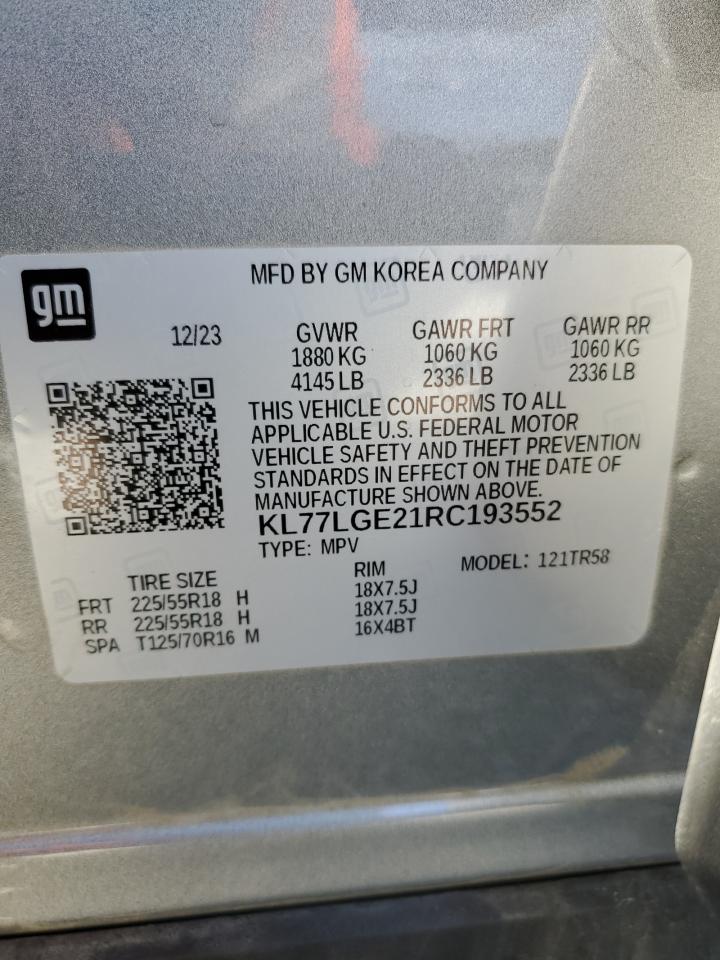 gm
MFD BY GM KOREA COMPANY
12/23
GVWR GAWR FRT GAWR RR
1880 KG 1060 KG 1060 KG
4145 LB 2336 LB 2336 LB
THIS VEHICLE CONFORMS TO ALL
APPLICABLE U.S. FEDERAL MOTOR
VEHICLE SAFETY AND THEFT PREVENTION
STANDARDS IN EFFECT ON THE DATE OF
MANUFACTURE SHOWN ABOVE.
KL77LGE21RC193552
TYPE: MPV MODEL: 121TR58
TIRE SIZE RIM
FRT 225/55R18 H 18X7.5J
RR 225/55R18 H 18X7.5J
SPA T125/70R16 M 16X4BT